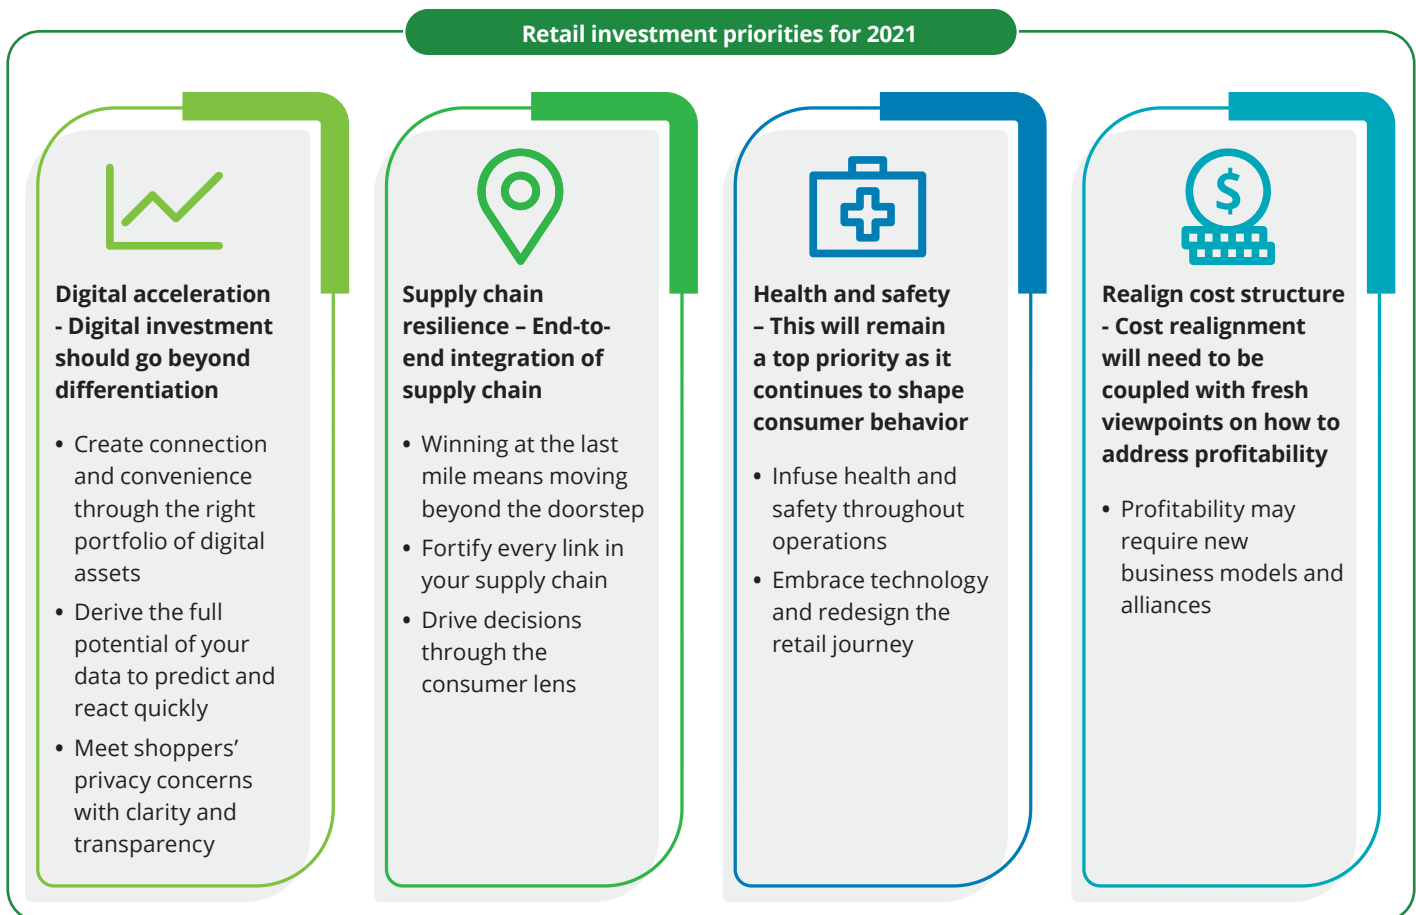 Retail investment priorities for 2021
Digital acceleration
- Digital investment
should go beyond
differentiation
• Create connection
and convenience
through the right
portfolio of digital
assets
• Derive the full
potential of your
data to predict and
react quickly
• Meet shoppers’
privacy concerns
with clarity and
transparency
Supply chain
resilience – End-to-
end integration of
supply chain
• Winning at the last
mile means moving
beyond the doorstep
• Fortify every link in
your supply chain
• Drive decisions
through the
consumer lens
Health and safety
– This will remain
a top priority as it
continues to shape
consumer behavior
• Infuse health and
safety throughout
operations
• Embrace technology
and redesign the
retail journey
$
Realign cost structure
- Cost realignment
will need to be
coupled with fresh
viewpoints on how to
address profitability
• Profitability may
require new
business models and
alliances